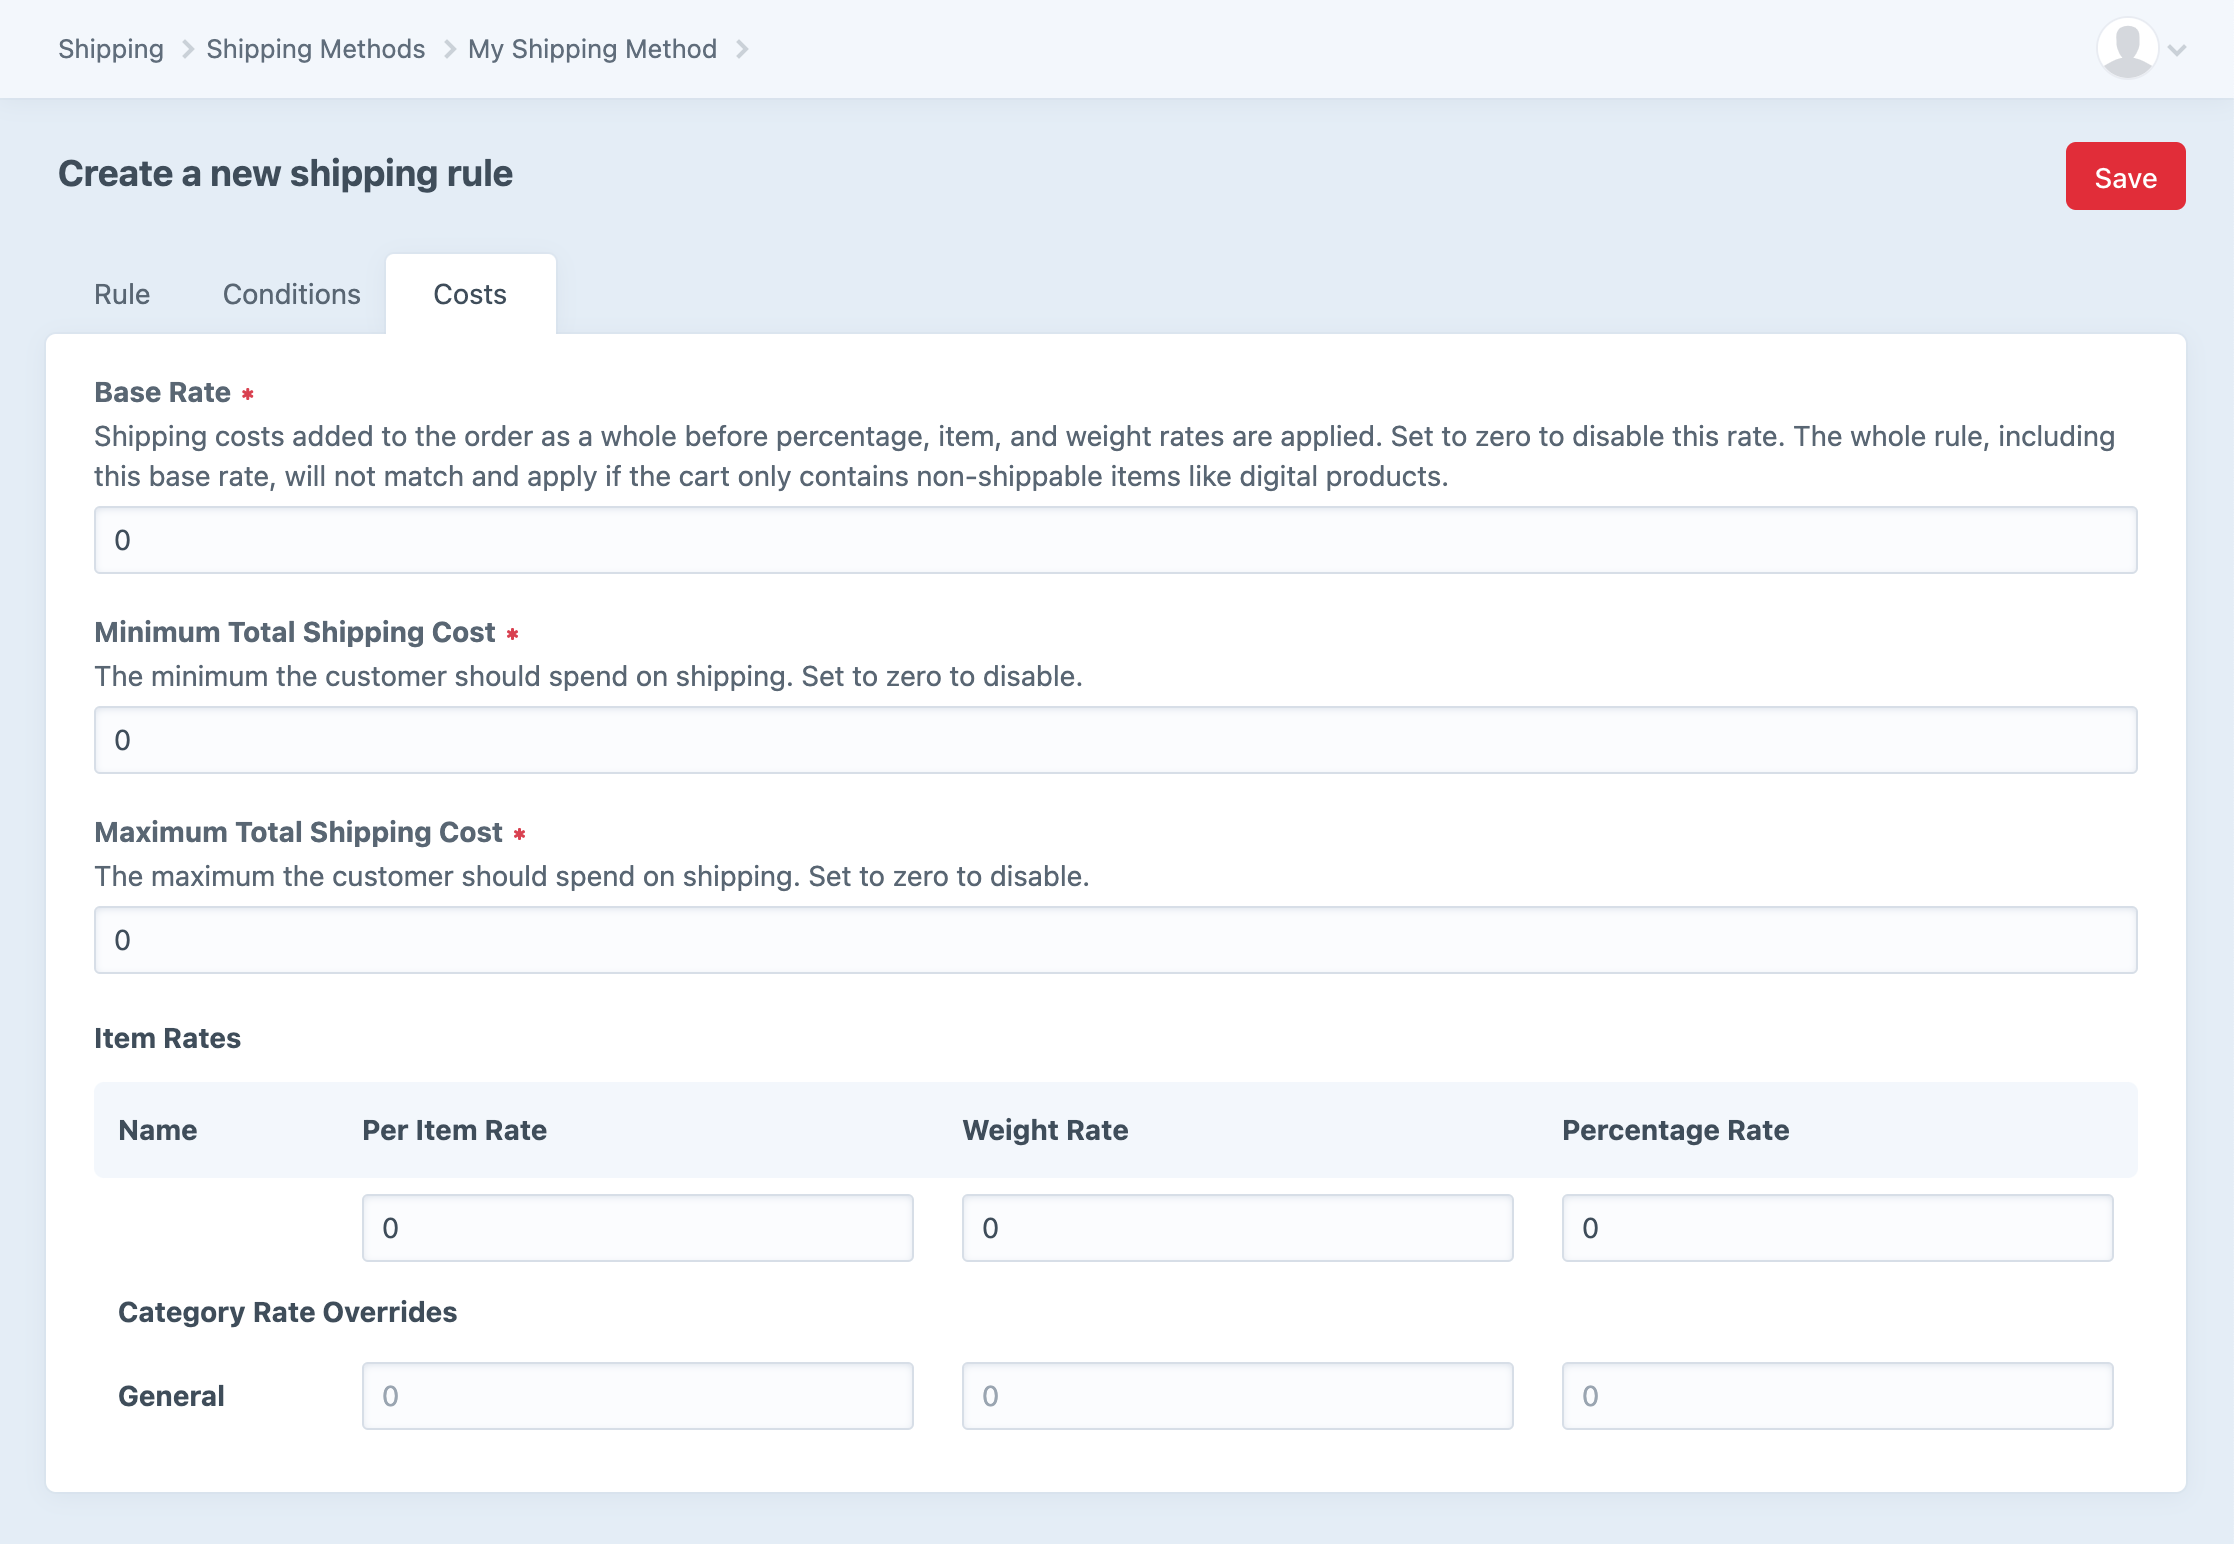 Shipping Shipping Methods My Shipping Method
Create a new shipping rule
Save
Rule Conditions Costs
Base Rate *
Shipping costs added to the order as a whole before percentage, item, and weight rates are applied. Set to zero to disable this rate. The whole rule, including
this base rate, will not match and apply if the cart only contains non-shippable items like digital products.
0
Minimum Total Shipping Cost *
The minimum the customer should spend on shipping. Set to zero to disable.
0
Maximum Total Shipping Cost *
The maximum the customer should spend on shipping. Set to zero to disable.
0
Item Rates
Name Per Item Rate Weight Rate Percentage Rate
0 0 0
Category Rate Overrides
General 0 0 0